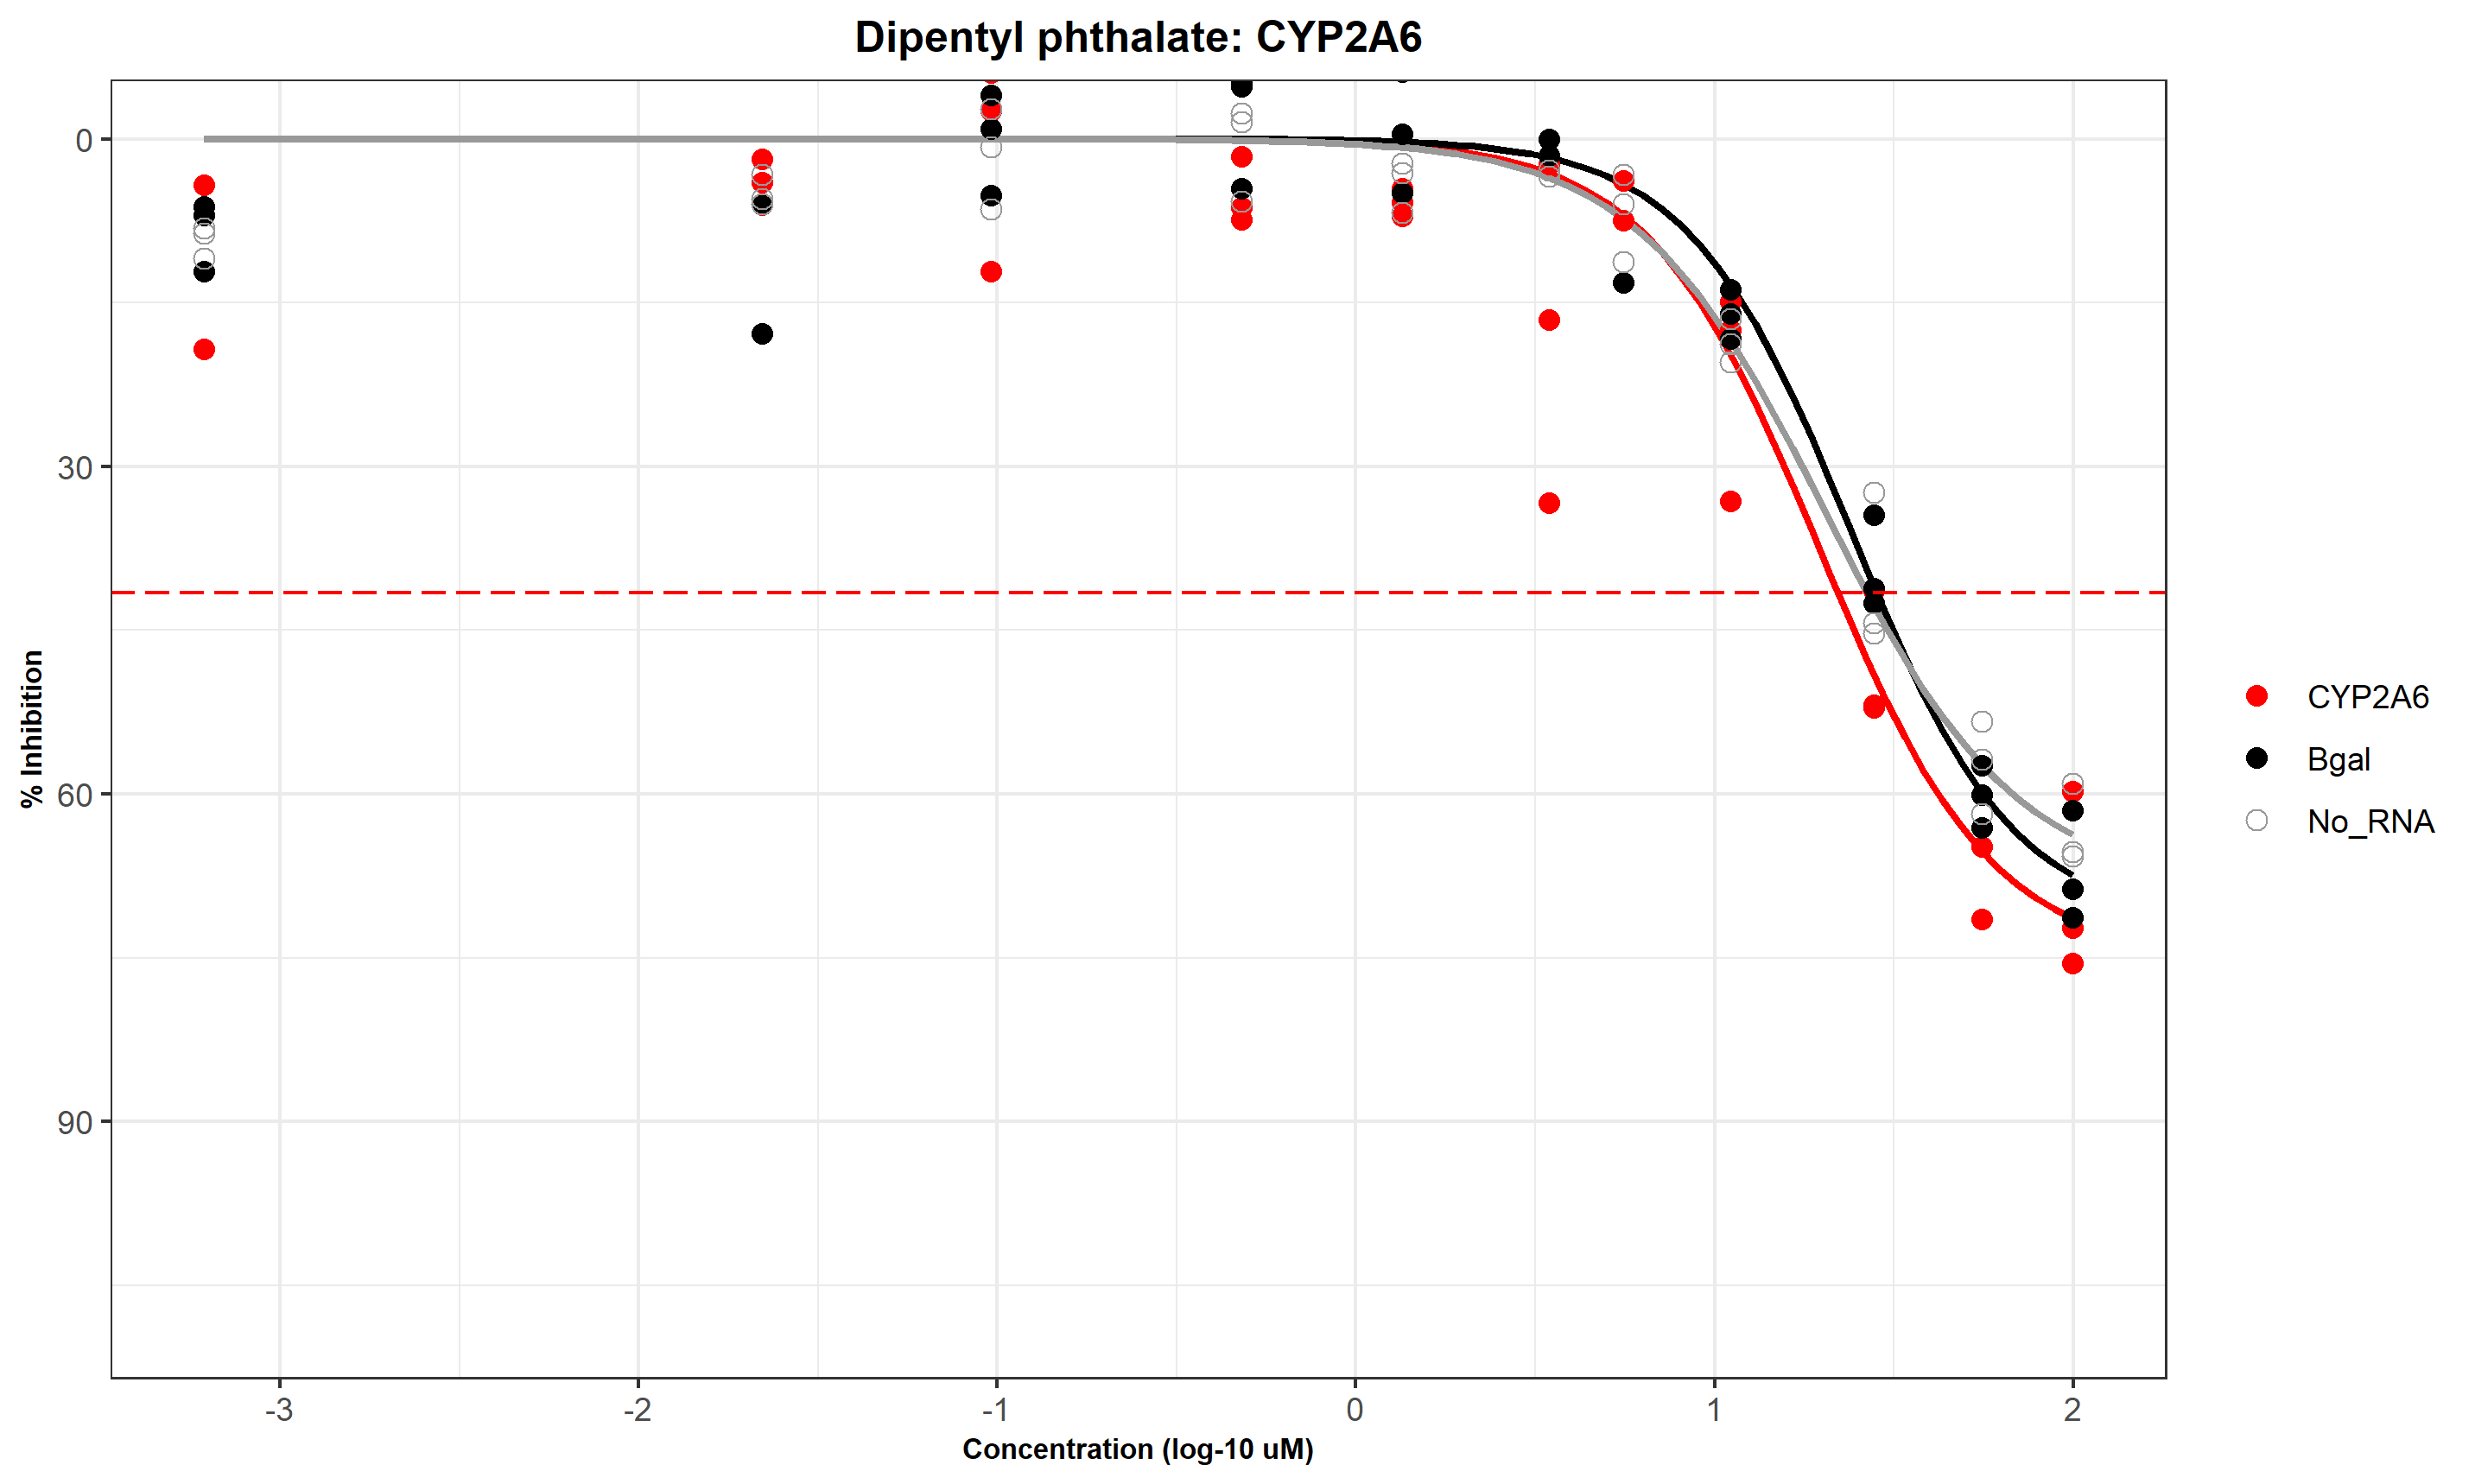 Dipentyl phthalate: CYP2A6
0
30
60
90
% Inhibition
-3
-2
-1
0
1
2
Concentration (log-10 uM)
CYP2A6
Bgal
No_RNA